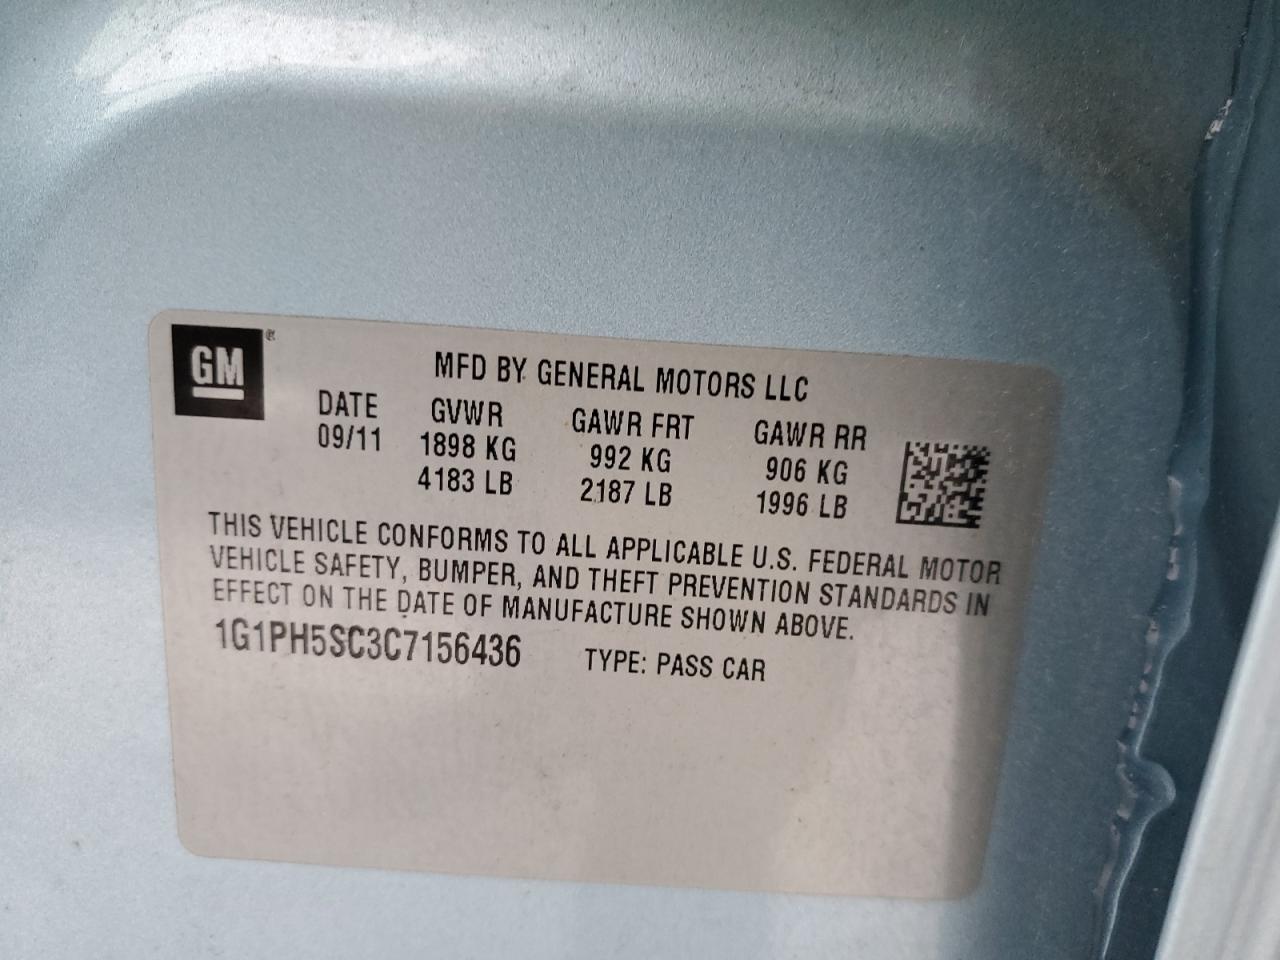 GM ®
MFD BY GENERAL MOTORS LLC
DATE GVWR GAWR FRT GAWR RR
09/11 1898 KG 992 KG 906 KG
4183 LB 2187 LB 1996 LB
THIS VEHICLE CONFORMS TO ALL APPLICABLE U.S. FEDERAL MOTOR
VEHICLE SAFETY, BUMPER, AND THEFT PREVENTION STANDARDS IN
EFFECT ON THE DATE OF MANUFACTURE SHOWN ABOVE.
1G1PH5SC3C7156436 TYPE: PASS CAR